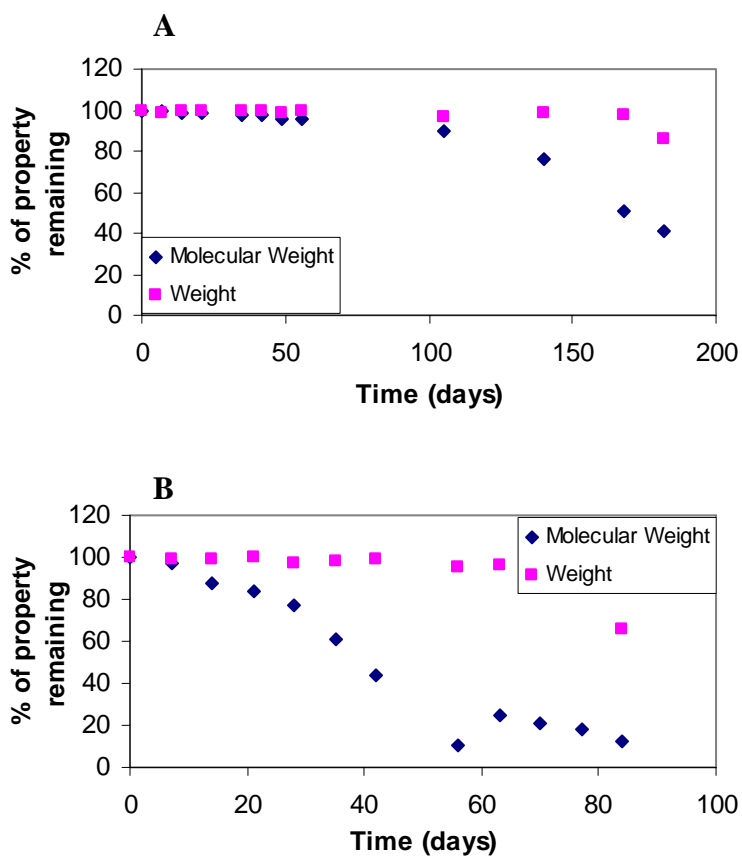 A
120
100
80
60
40
20
0
% of property
remaining
Molecular Weight
Weight
0 50 100 150 200
Time (days)
B
120
100
80
60
40
20
0
% of property
remaining
Molecular Weight
Weight
0 20 40 60 80 100
Time (days)